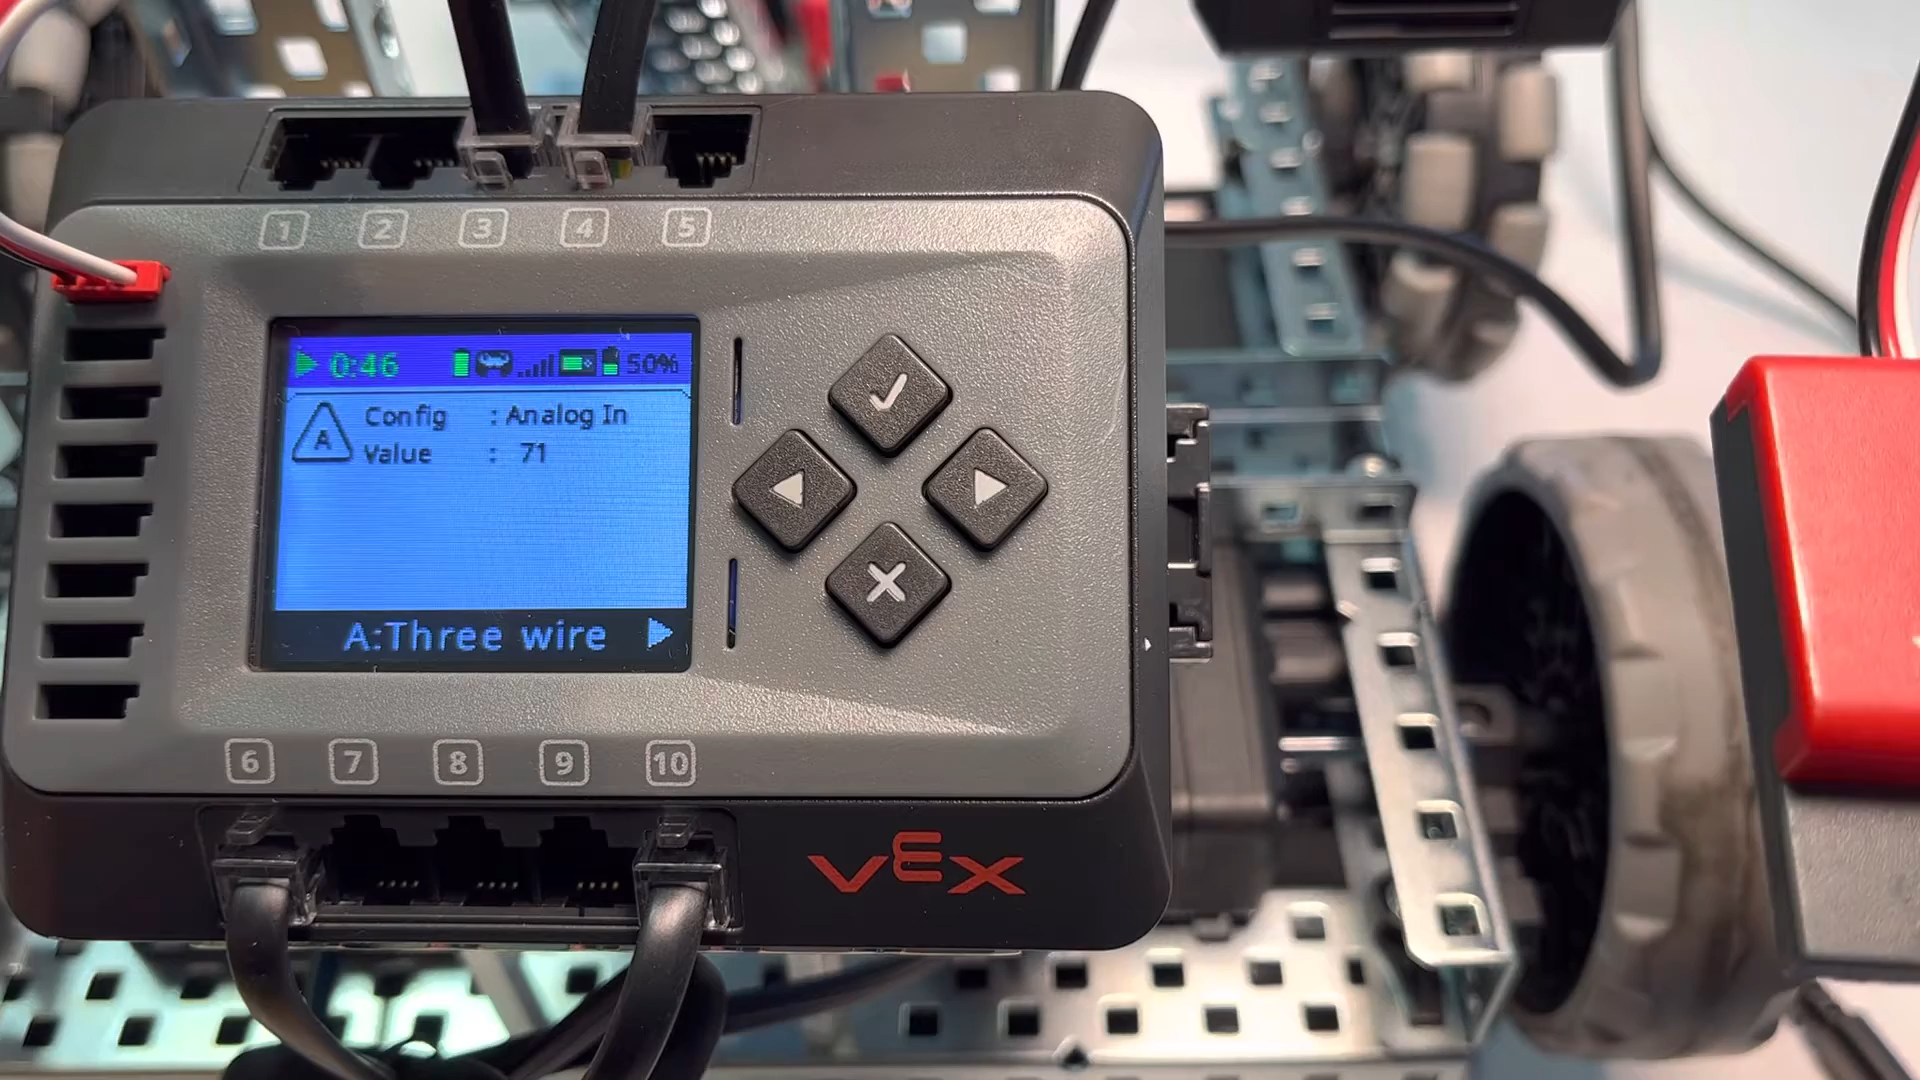 1 2 3 4 5
0:46 50%
Config : Analog In
A
Value : 71
A:Three wire
6 7 8 9 10
VEX